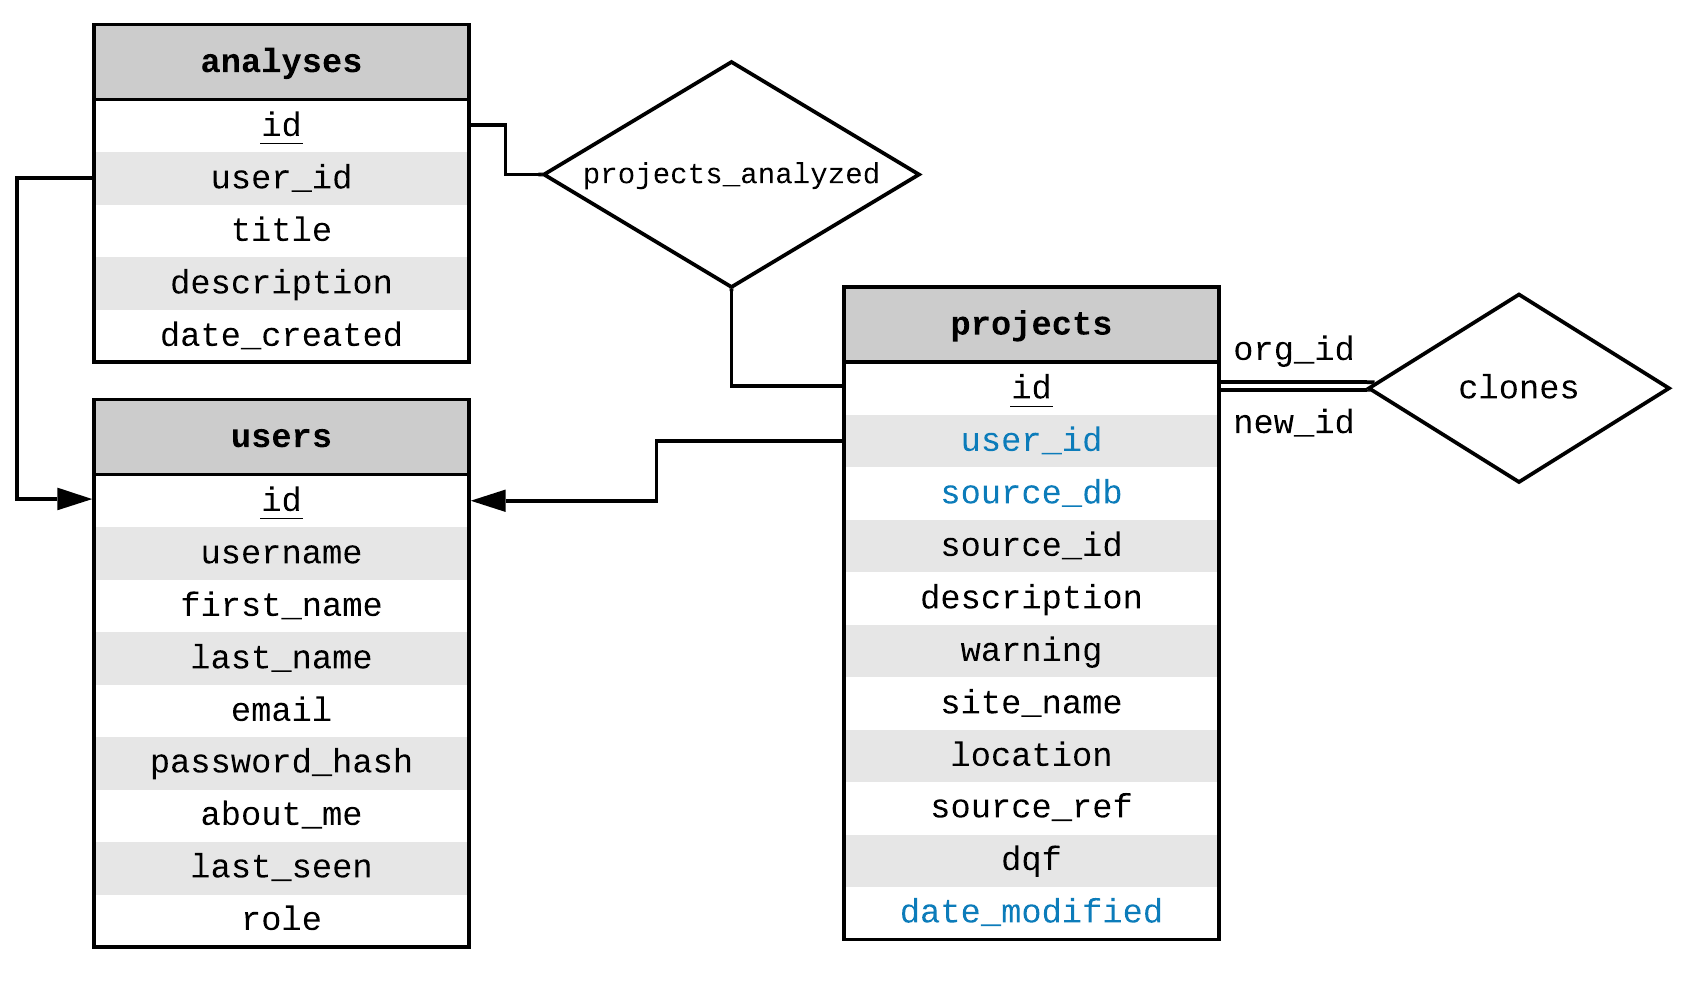 analyses
id
user_id
title
description
date_created
users
id
username
first_name
last_name
email
password_hash
about_me
last_seen
role
projects_analyzed
projects
id
user_id
source_db
source_id
description
warning
site_name
location
source_ref
dqf
date_modified
org_id
new_id
clones